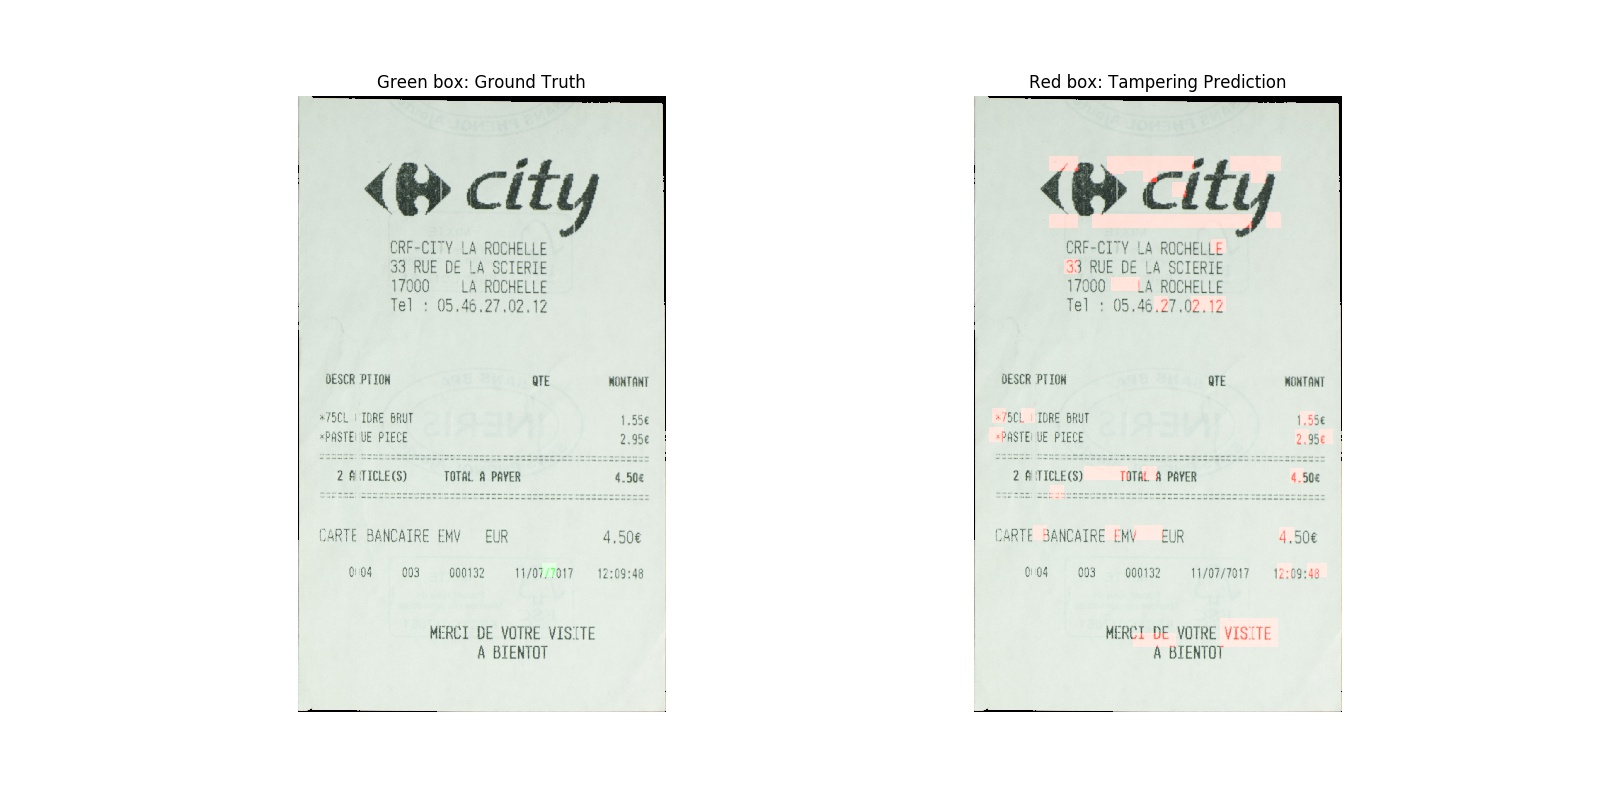 Green box: Ground Truth
city
CRF-CITY LA ROCHELLE
33 RUE DE LA SCIERIE
17000 LA ROCHELLE
Tel : 05.46.27.02.12
DESCR PTION QTE MONTANT
*75CL IDRE BRUT 1.55€
*PASTE UE PIECE 2.95€
2 A TICLE(S) TOTAL A PAYER 4.50€
CARTE BANCAIRE EMV EUR 4.50€
0 04 003 000132 11/07/7017 12:09:48
MERCI DE VOTRE VISITE
A BIENTOT
Red box: Tampering Prediction
city
CRF-CITY LA ROCHELLE
33 RUE DE LA SCIERIE
17000 LA ROCHELLE
Tel : 05.46.27.02.12
DESCR PTION QTE MONTANT
*75CL IDRE BRUT 1.55€
*PASTE UE PIECE 2.95€
2 A TICLE(S) TOTAL A PAYER 4.50€
CARTE BANCAIRE EMV EUR 4.50€
0 04 003 000132 11/07/7017 12:09:48
MERCI DE VOTRE VISITE
A BIENTOT